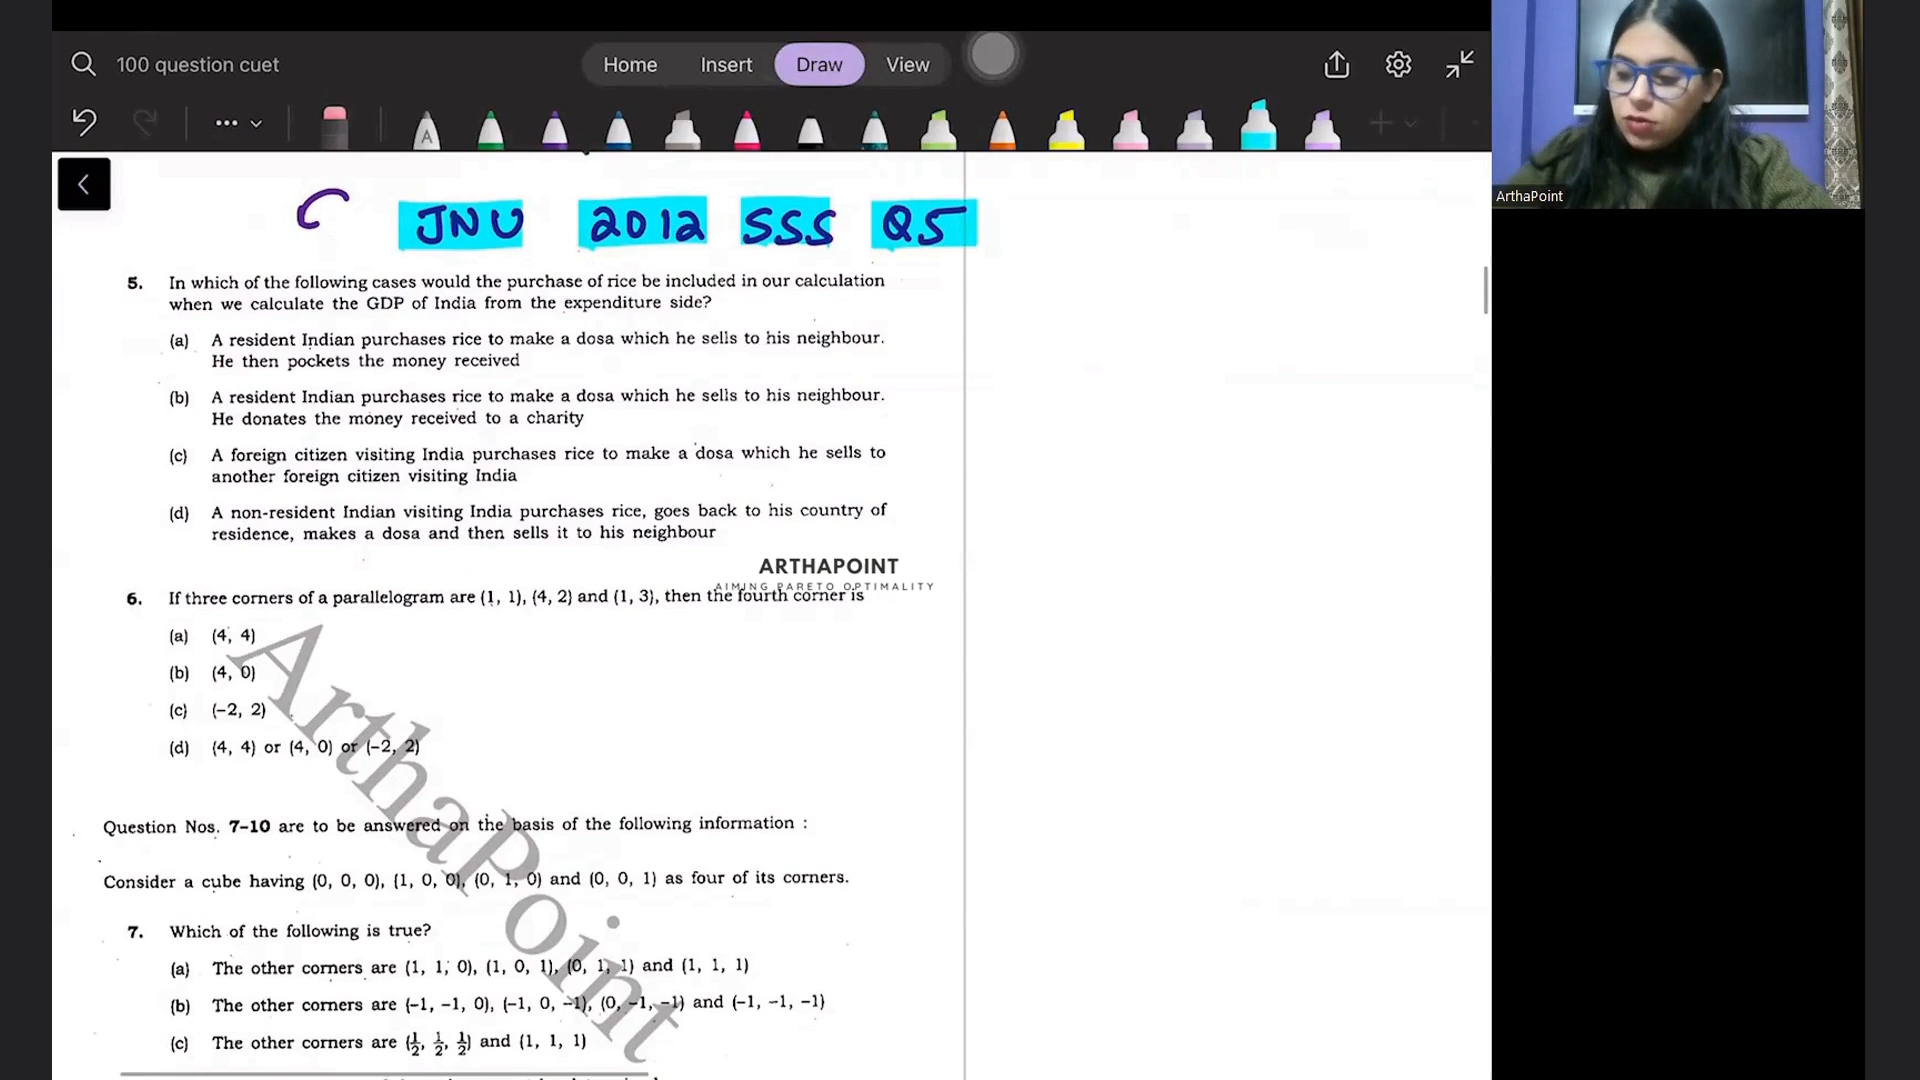 100 question cuet
Home Insert Draw View
A
ArthaPoint
JNU 2012 SSS Q5
5. In which of the following cases would the purchase of rice be included in our calculation
when we calculate the GDP of India from the expenditure side?
(a) A resident Indian purchases rice to make a dosa which he sells to his neighbour.
He then pockets the money received
(b) A resident Indian purchases rice to make a dosa which he sells to his neighbour.
He donates the money received to a charity
(c) A foreign citizen visiting India purchases rice to make a dosa which he sells to
another foreign citizen visiting India
(d) A non-resident Indian visiting India purchases rice, goes back to his country of
residence, makes a dosa and then sells it to his neighbour
ARTHAPOINT
AIMING PARETO OPTIMALITY
6. If three corners of a parallelogram are (1, 1), (4, 2) and (1, 3), then the fourth corner is
(a) (4, 4)
(b) (4, 0)
(c) (–2, 2)
(d) (4, 4) or (4, 0) or (–2, 2)
ArthaPoint
Question Nos. 7–10 are to be answered on the basis of the following information :
Consider a cube having (0, 0, 0), (1, 0, 0), (0, 1, 0) and (0, 0, 1) as four of its corners.
7. Which of the following is true?
(a) The other corners are (1, 1, 0), (1, 0, 1), (0, 1, 1) and (1, 1, 1)
(b) The other corners are (–1, –1, 0), (–1, 0, –1), (0, –1, –1) and (–1, –1, –1)
(c) The other corners are (1/2, 1/2, 1/2) and (1, 1, 1)